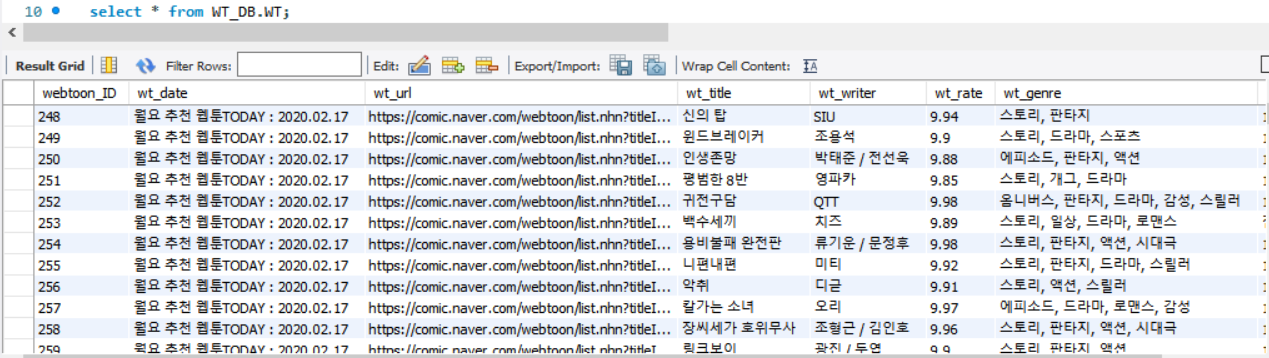 10 select * from WT_DB.WT;
Result Grid Filter Rows: Edit: Export/Import: Wrap Cell Content:
webtoon_ID wt_date wt_url wt_title wt_writer wt_rate wt_genre
248 월요 추천 웹툰TODAY : 2020.02.17 https://comic.naver.com/webtoon/list.nhn?titleI... 신의 탑 SIU 9.94 스토리, 판타지
249 월요 추천 웹툰TODAY : 2020.02.17 https://comic.naver.com/webtoon/list.nhn?titleI... 윈드브레이커 조용석 9.9 스토리, 드라마, 스포츠
250 월요 추천 웹툰TODAY : 2020.02.17 https://comic.naver.com/webtoon/list.nhn?titleI... 인생존망 박태준 / 전선욱 9.88 에피소드, 판타지, 액션
251 월요 추천 웹툰TODAY : 2020.02.17 https://comic.naver.com/webtoon/list.nhn?titleI... 평범한 8반 영파카 9.85 스토리, 개그, 드라마
252 월요 추천 웹툰TODAY : 2020.02.17 https://comic.naver.com/webtoon/list.nhn?titleI... 귀전구담 QTT 9.98 옴니버스, 판타지, 드라마, 감성, 스릴러
253 월요 추천 웹툰TODAY : 2020.02.17 https://comic.naver.com/webtoon/list.nhn?titleI... 백수세끼 치즈 9.89 스토리, 일상, 드라마, 로맨스
254 월요 추천 웹툰TODAY : 2020.02.17 https://comic.naver.com/webtoon/list.nhn?titleI... 용비불패 완전판 류기운 / 문정후 9.98 스토리, 판타지, 액션, 시대극
255 월요 추천 웹툰TODAY : 2020.02.17 https://comic.naver.com/webtoon/list.nhn?titleI... 니편내편 미티 9.92 스토리, 판타지, 드라마, 스릴러
256 월요 추천 웹툰TODAY : 2020.02.17 https://comic.naver.com/webtoon/list.nhn?titleI... 악취 디귿 9.91 스토리, 액션, 스릴러
257 월요 추천 웹툰TODAY : 2020.02.17 https://comic.naver.com/webtoon/list.nhn?titleI... 칼가는 소녀 오리 9.97 에피소드, 드라마, 로맨스, 감성
258 월요 추천 웹툰TODAY : 2020.02.17 https://comic.naver.com/webtoon/list.nhn?titleI... 장씨세가 호위무사 조형근 / 김인호 9.96 스토리, 판타지, 액션, 시대극
259 월요 추천 웹툰TODAY : 2020.02.17 https://comic.naver.com/webtoon/list.nhn?titleI... 링크보이 광진 / 두엽 9.9 스토리, 판타지, 액션